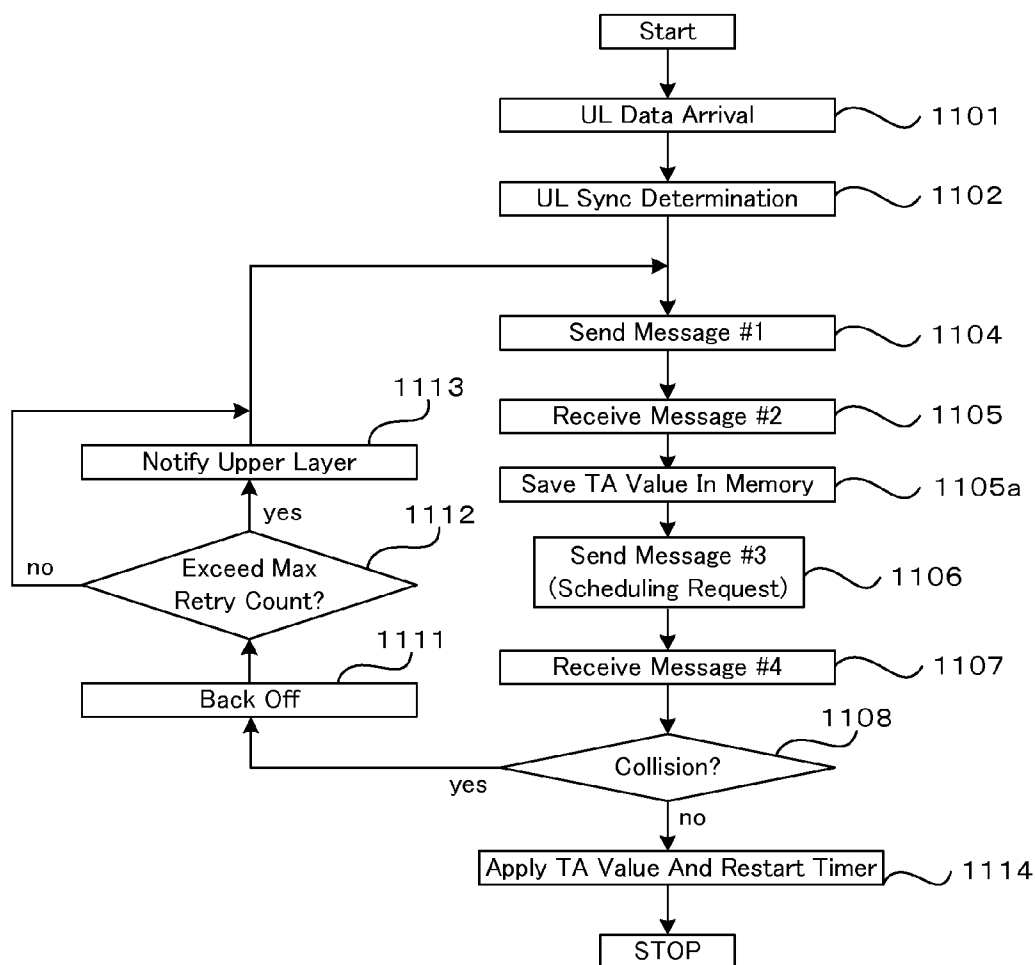 Start
UL Data Arrival
1101
UL Sync Determination
1102
Send Message #1
1104
1113
Receive Message #2
1105
Notify Upper Layer
Save TA Value In Memory
1105a
yes
1112
no
Exceed Max
Retry Count?
Send Message #3
(Scheduling Request)
1106
1111
Receive Message #4
1107
Back Off
1108
Collision?
yes
no
Apply TA Value And Restart Timer
1114
STOP